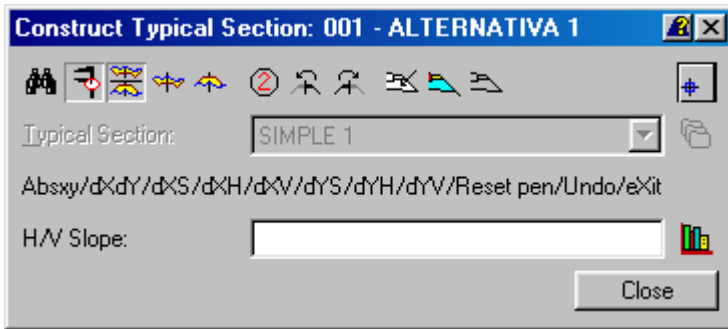 Construct Typical Section: 001 - ALTERNATIVA 1
2
Typical Section: SIMPLE 1
Absxy/dXdY/dXS/dXH/dXV/dYS/dYH/dYV/Reset pen/Undo/eXit
H/V Slope:
Close